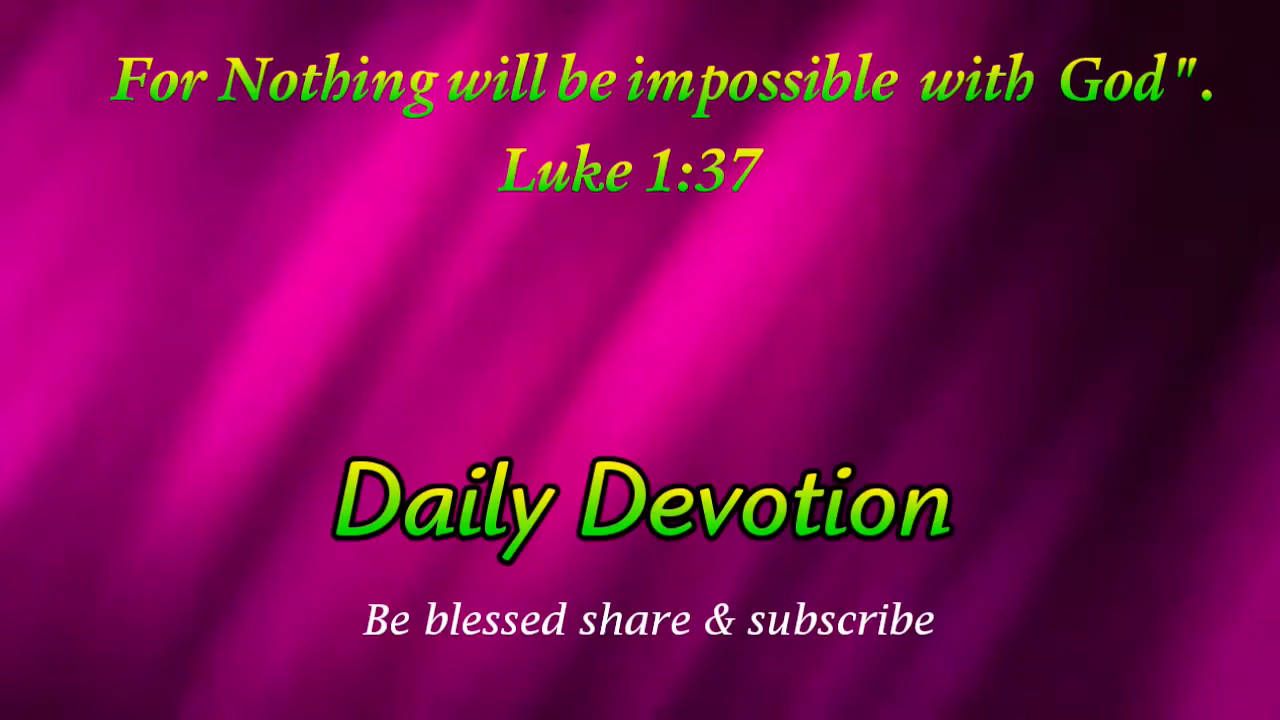 For Nothing will be impossible with God".
Luke 1:37
Daily Devotion
Be blessed share & subscribe